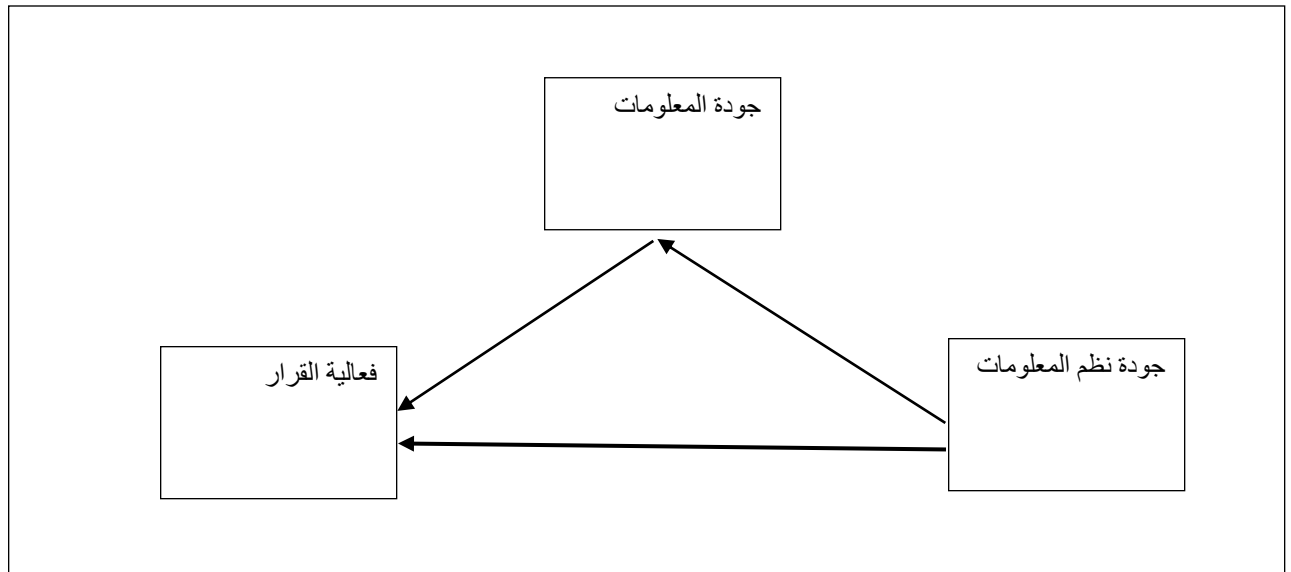 جودة المعلومات
جودة نظم المعلومات
فعالية القرار